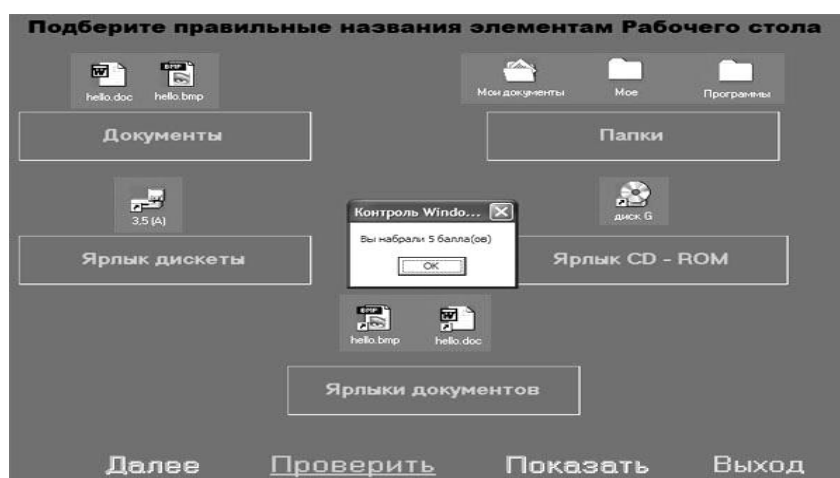 Подберите правильные названия элементам Рабочего стола
hello.doc hello.bmp
Мои документы Мое Программы
Документы Папки
3,5 (A)
диск G
Контроль Windo...
Вы набрали 5 балла(ов)
OK
Ярлык дискеты Ярлык CD - ROM
hello.bmp hello.doc
Ярлыки документов
Далее Проверить Показать Выход